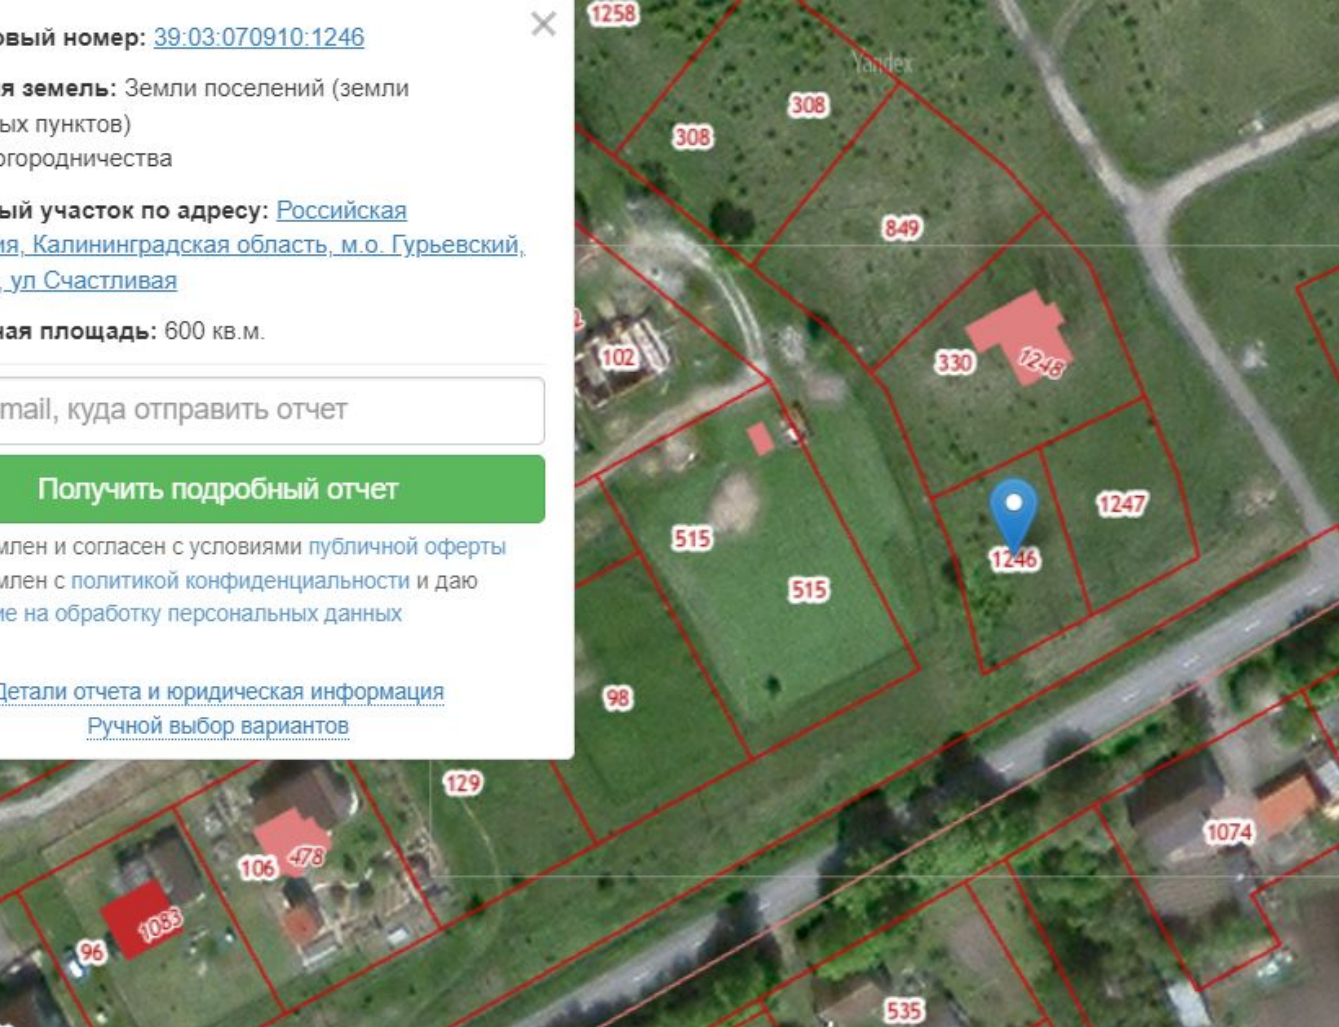 овый номер: 39:03:070910:1246
я земель: Земли поселений (земли
ых пунктов)
огородничества
ый участок по адресу: Российская
ия, Калининградская область, м.о. Гурьевский,
, ул Счастливая
ная площадь: 600 кв.м.
mail, куда отправить отчет
Получить подробный отчет
млен и согласен с условиями публичной оферты
млен с политикой конфиденциальности и даю
ие на обработку персональных данных
Детали отчета и юридическая информация
Ручной выбор вариантов
1258
Yandex
308
308
849
102
330
1248
1247
515
1246
515
98
129
1074
106
478
1083
96
535